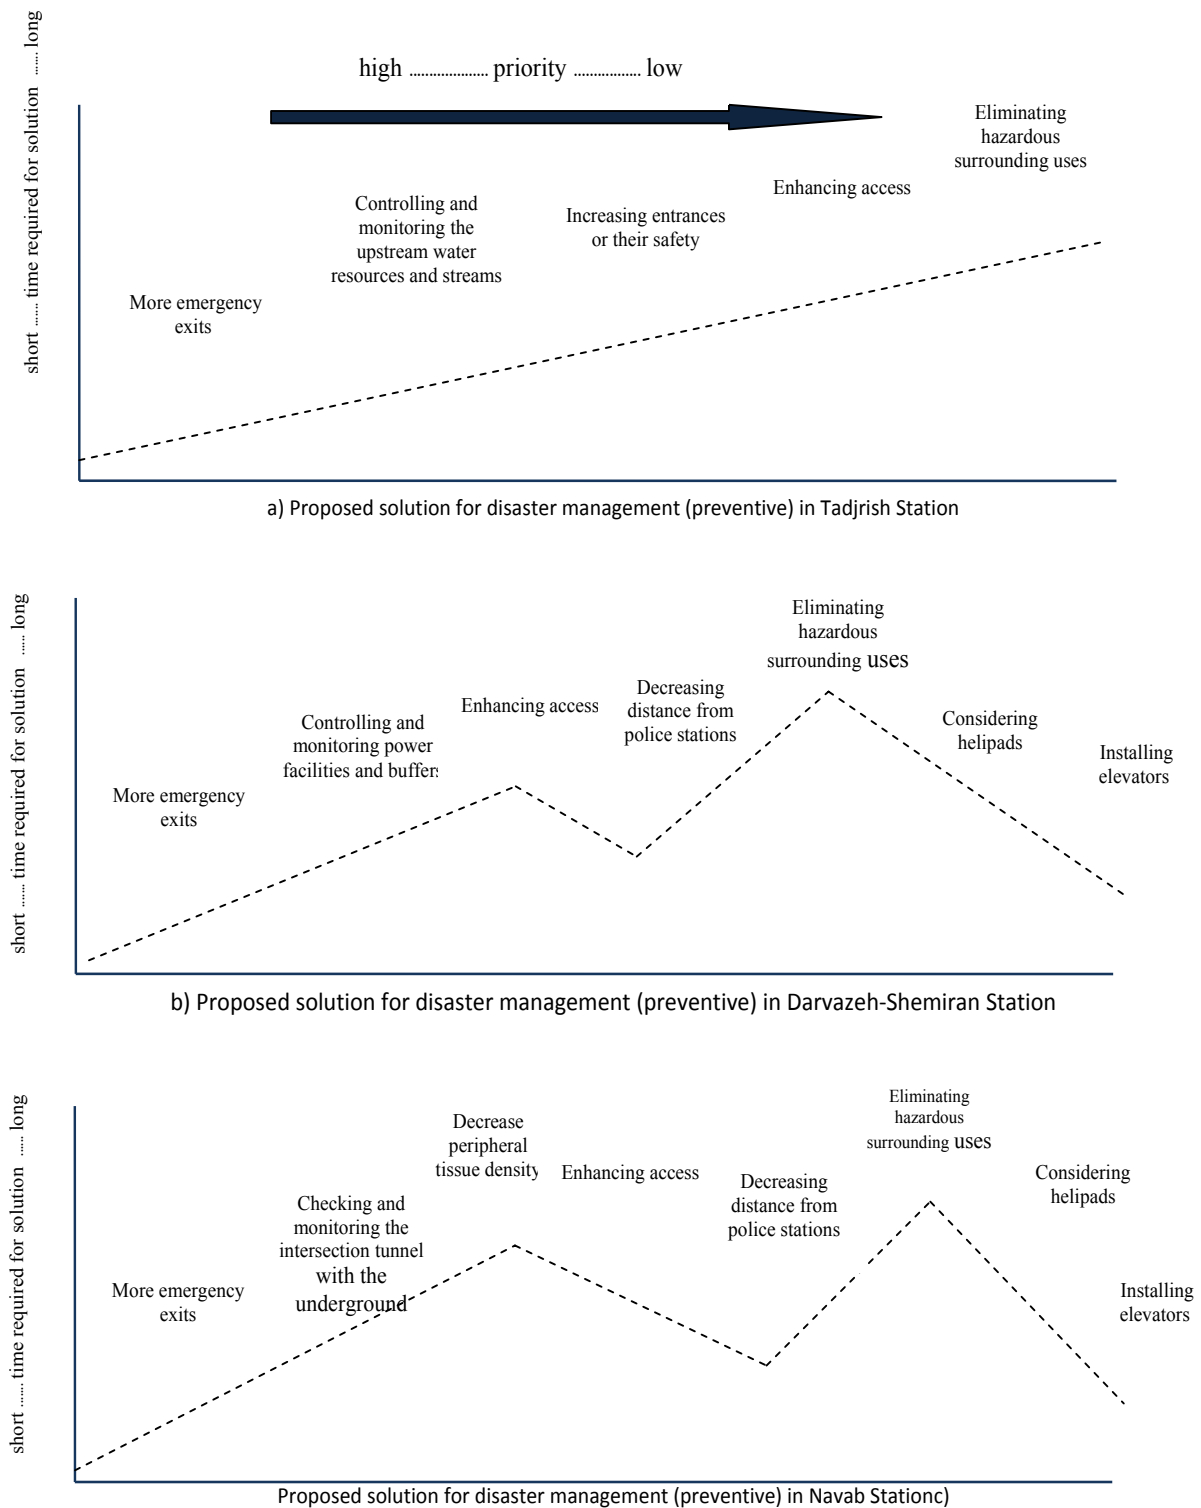 short ....... time required for solution ....... long
high .................... priority ................. low
Eliminating
hazardous
surrounding uses
Enhancing access
Controlling and
monitoring the
upstream water
resources and streams
Increasing entrances
or their safety
More emergency
exits
a) Proposed solution for disaster management (preventive) in Tadjrish Station
short ....... time required for solution ...... long
Eliminating
hazardous
surrounding uses
Decreasing
distance from
police stations
Enhancing access
Controlling and
monitoring power
facilities and buffers
Considering
helipads
Installing
elevators
More emergency
exits
b) Proposed solution for disaster management (preventive) in Darvazeh-Shemiran Station
short ....... time required for solution ...... long
Eliminating
hazardous
surrounding uses
Decrease
peripheral
tissue density
Enhancing access
Decreasing
distance from
police stations
Considering
helipads
Checking and
monitoring the
intersection tunnel
with the
underground
More emergency
exits
Installing
elevators
Proposed solution for disaster management (preventive) in Navab Stationc)